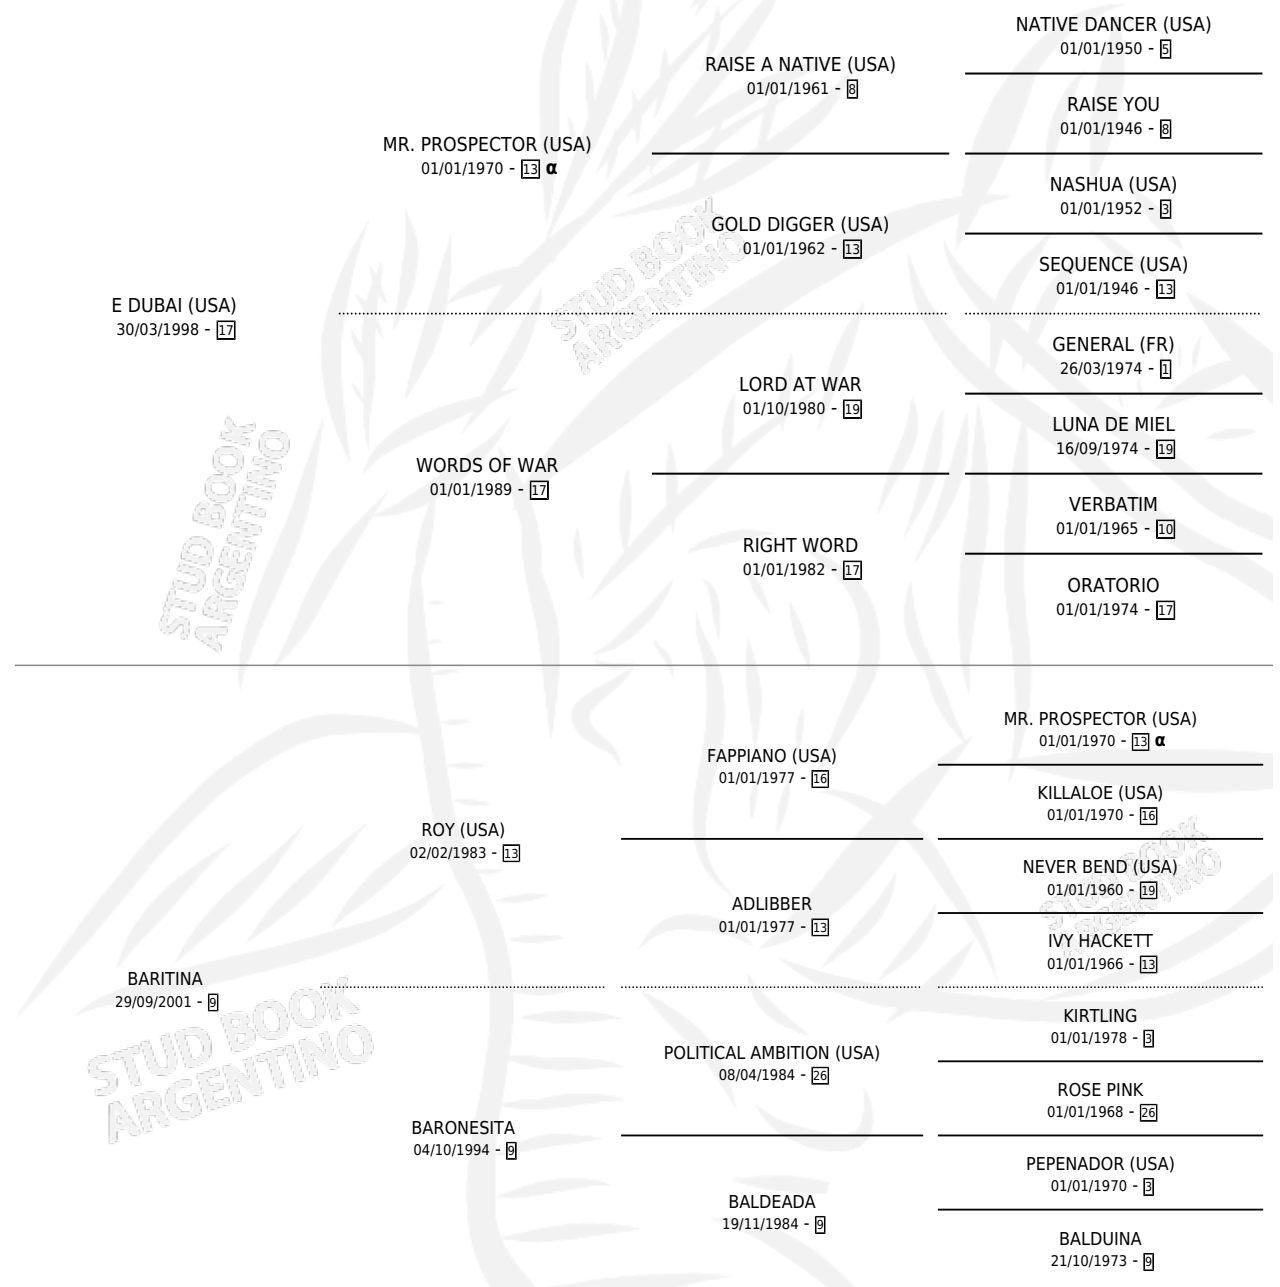 NATIVE DANCER (USA)
01/01/1950 - 5
RAISE A NATIVE (USA)
01/01/1961 - 8
RAISE YOU
01/01/1946 - 8
MR. PROSPECTOR (USA)
01/01/1970 - 13 α
NASHUA (USA)
01/01/1952 - 3
GOLD DIGGER (USA)
01/01/1962 - 13
SEQUENCE (USA)
01/01/1946 - 13
E DUBAI (USA)
30/03/1998 - 17
GENERAL (FR)
26/03/1974 - 1
LORD AT WAR
01/10/1980 - 19
LUNA DE MIEL
16/09/1974 - 19
WORDS OF WAR
01/01/1989 - 17
VERBATIM
01/01/1965 - 10
RIGHT WORD
01/01/1982 - 17
ORATORIO
01/01/1974 - 17
MR. PROSPECTOR (USA)
01/01/1970 - 13 α
FAPPIANO (USA)
01/01/1977 - 16
KILLALOE (USA)
01/01/1970 - 16
ROY (USA)
02/02/1983 - 13
NEVER BEND (USA)
01/01/1960 - 19
ADLIBBER
01/01/1977 - 13
IVY HACKETT
01/01/1966 - 13
BARITINA
29/09/2001 - 9
KIRTLING
01/01/1978 - 3
POLITICAL AMBITION (USA)
08/04/1984 - 26
ROSE PINK
01/01/1968 - 26
BARONESITA
04/10/1994 - 9
PEPENADOR (USA)
01/01/1970 - 3
BALDEADA
19/11/1984 - 9
BALDUINA
21/10/1973 - 9
STUD BOOK
ARGENTINO
STUD BOOK
ARGENTINO
STUD BOOK
ARGENTINO
STUD BOOK
ARGENTINO